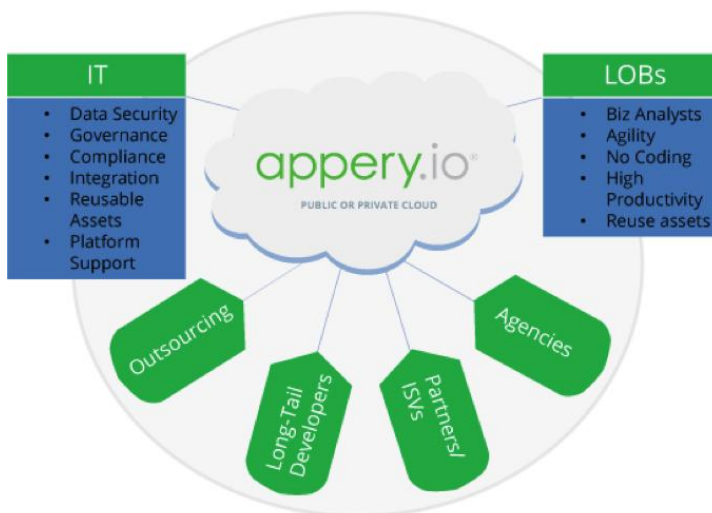 IT
• Data Security
• Governance
• Compliance
• Integration
• Reusable
Assets
• Platform
Support
appery.io®
PUBLIC OR PRIVATE CLOUD
LOBs
• Biz Analysts
• Agility
• No Coding
• High
Productivity
• Reuse assets
Outsourcing
Long-Tail
Developers
Partners/
ISVs
Agencies